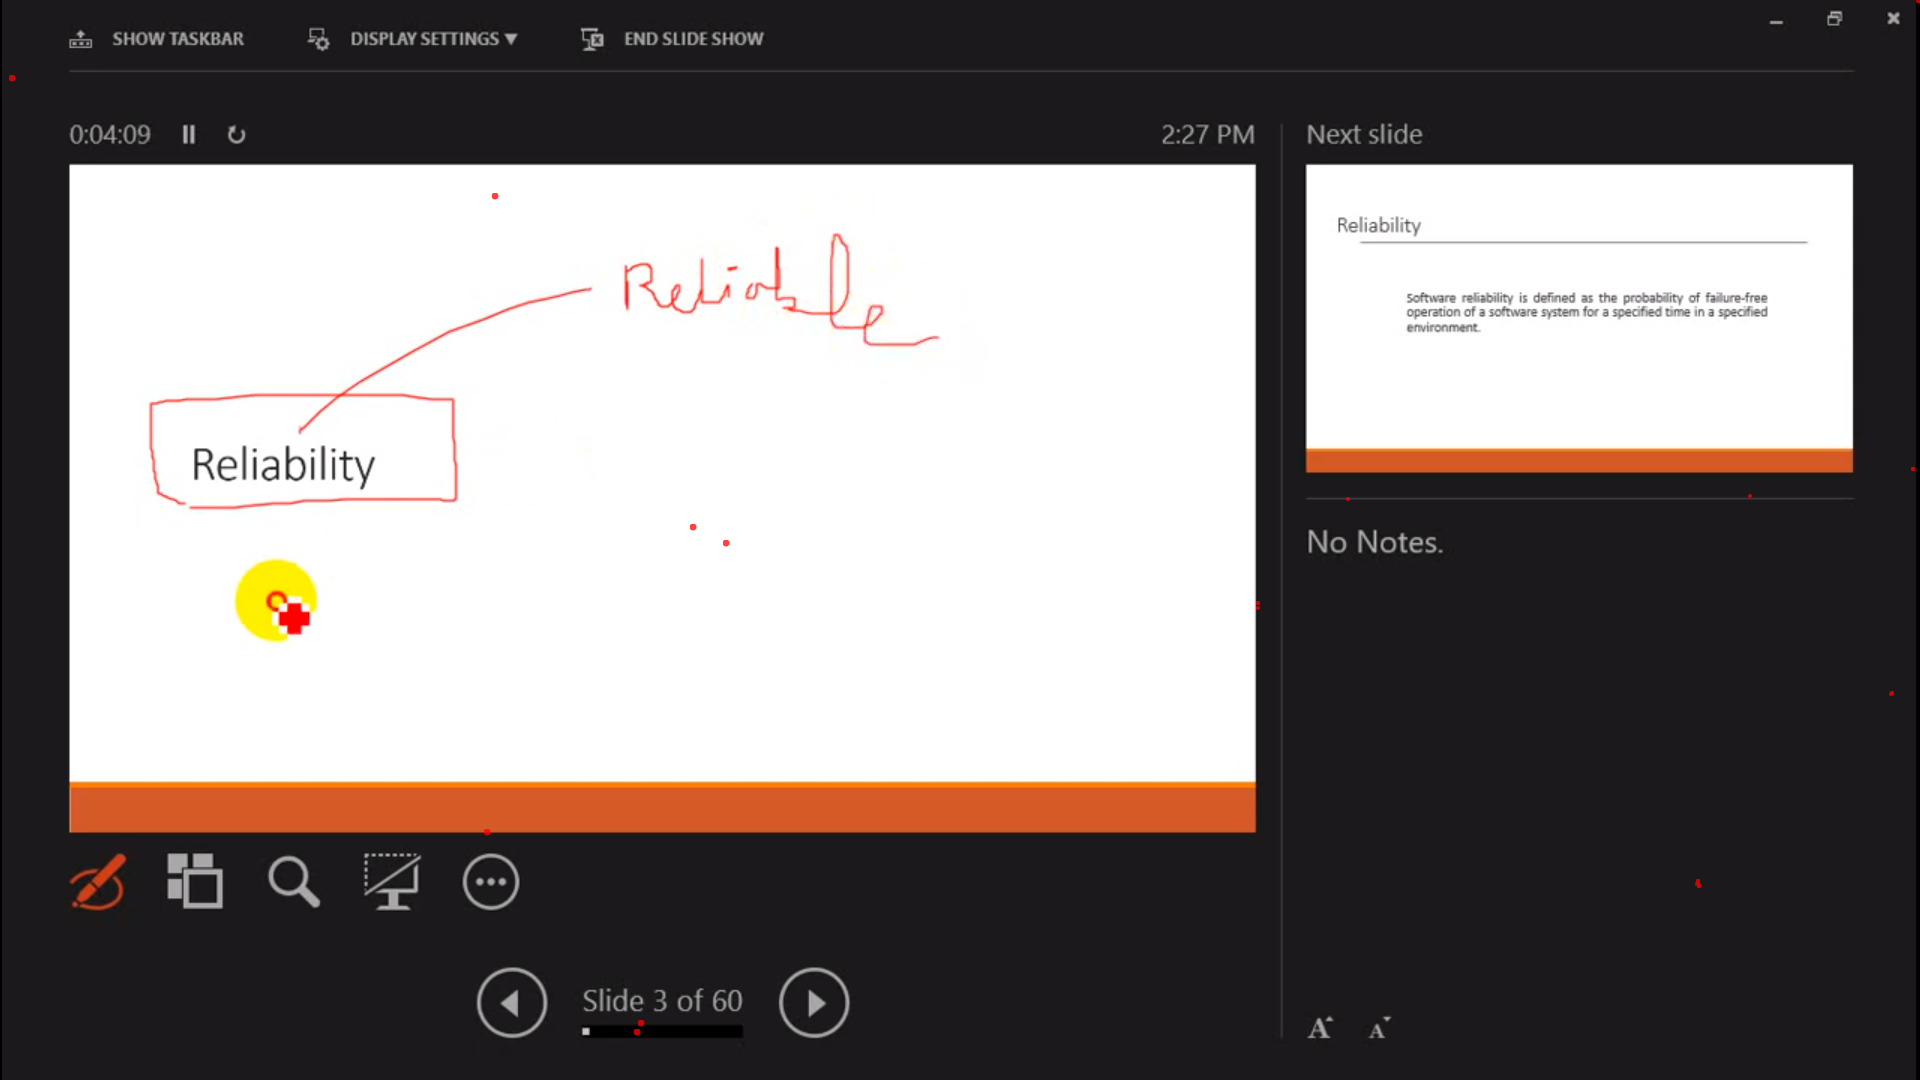 SHOW TASKBAR
DISPLAY SETTINGS ▼
END SLIDE SHOW
0:04:09
2:27 PM
Reliable
Reliability
Slide 3 of 60
Next slide
Reliability
Software reliability is defined as the probability of failure-free
operation of a software system for a specified time in a specified
environment.
No Notes.
A A